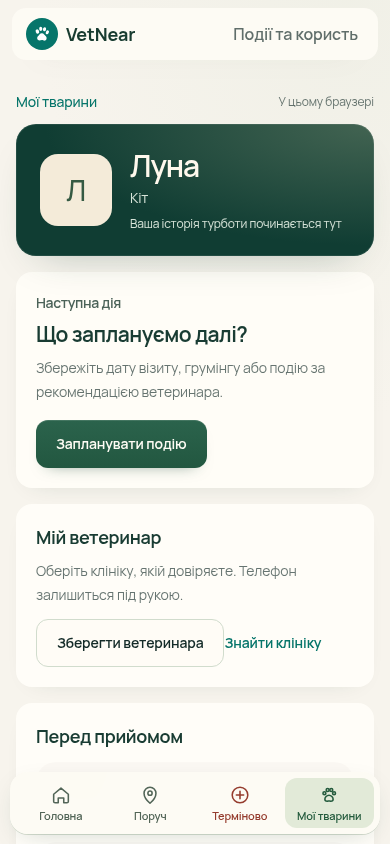 VetNear
Події та користь
Мої тварини
У цьому браузері
Л
Луна
Кіт
Ваша історія турботи починається тут
Наступна дія
Що заплануємо далі?
Збережіть дату візиту, грумінгу або подію за
рекомендацією ветеринара.
Запланувати подію
Мій ветеринар
Оберіть клініку, якій довіряєте. Телефон
залишиться під рукою.
Зберегти ветеринара
Знайти клініку
Перед прийомом
Головна
Поруч
Терміново
Мої тварини